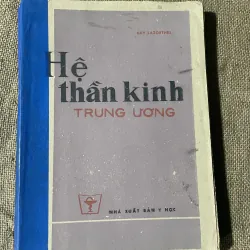 Hệ
thần kinh
TRUNG ƯƠNG
NHÀ XUẤT BẢN Y HỌC